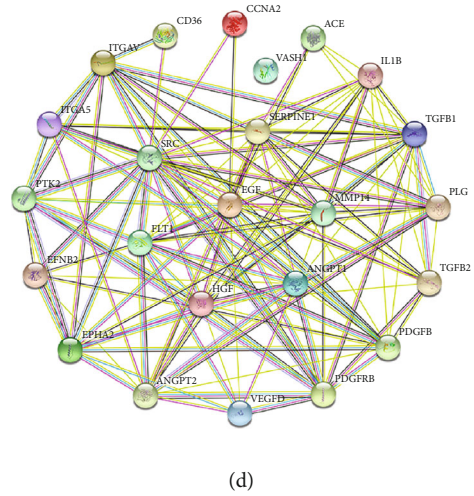 CD36
CCNA2
ACE
ITGAV
VASH1
IL1B
ITGA5
SERPINE1
TGFB1
SRC
PTK2
EGF
MMP14
PLG
FLT1
EFNB2
ANGPT1
TGFB2
HGF
EPHA2
PDGFB
ANGPT2
VEGFD
PDGFRB
(d)